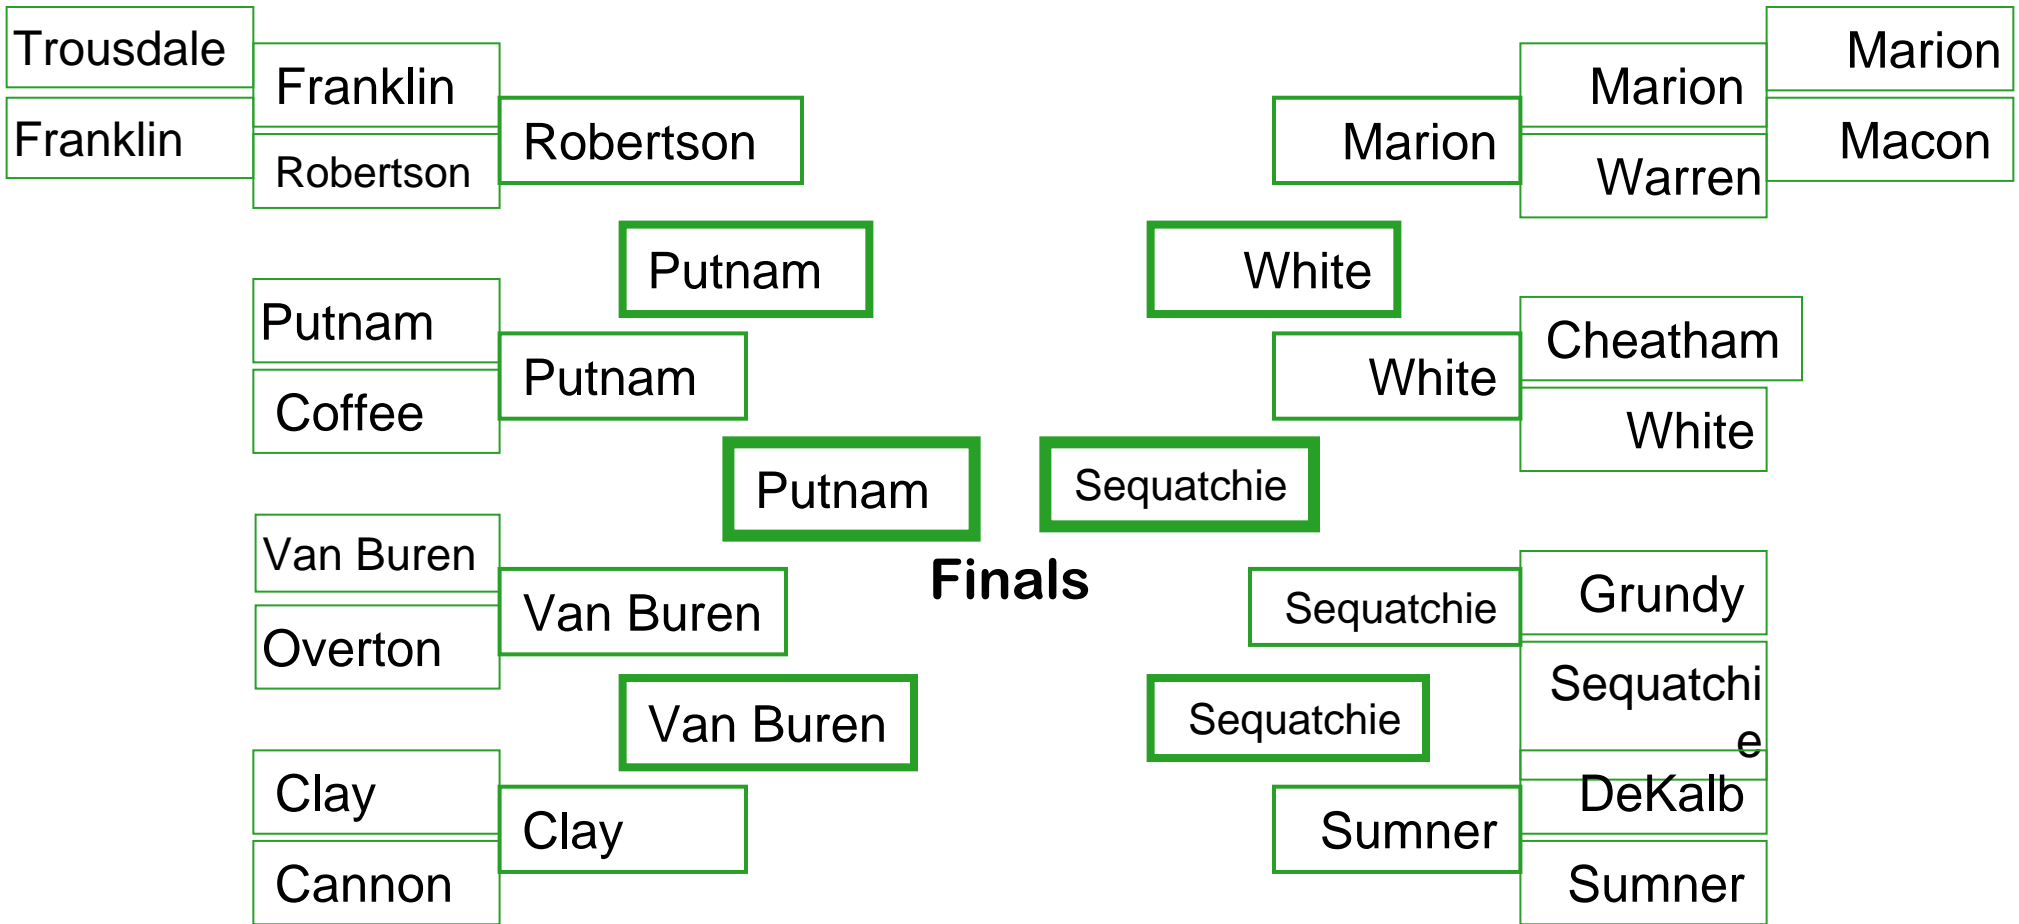 Trousdale
Franklin
Franklin
Robertson
Robertson
Putnam
Putnam
Coffee
Putnam
Putnam
Van Buren
Overton
Van Buren
Van Buren
Clay
Cannon
Clay
Finals
Marion
Macon
Marion
Warren
Marion
White
Cheatham
White
White
Sequatchie
Grundy
Sequatchi
e
Sequatchie
Sequatchie
DeKalb
Sumner
Sumner